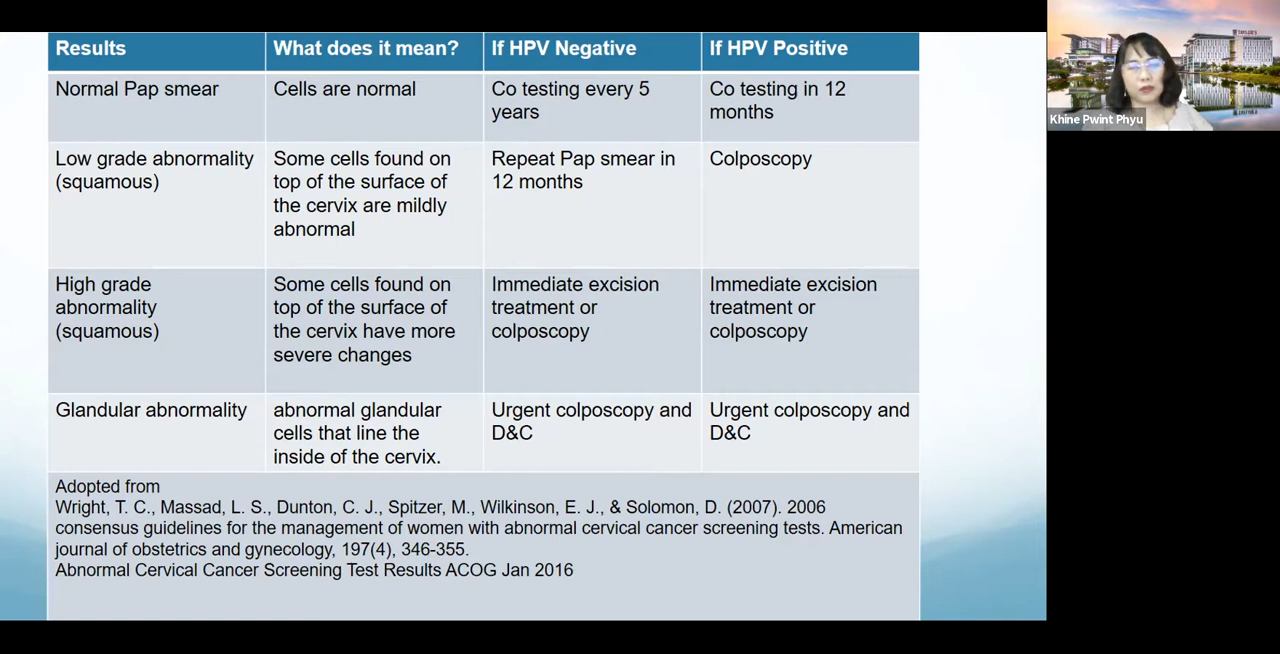 Results
What does it mean?
If HPV Negative
If HPV Positive
Normal Pap smear
Cells are normal
Co testing every 5
years
Co testing in 12
months
Low grade abnormality
(squamous)
Some cells found on
top of the surface of
the cervix are mildly
abnormal
Repeat Pap smear in
12 months
Colposcopy
High grade
abnormality
(squamous)
Some cells found on
top of the surface of
the cervix have more
severe changes
Immediate excision
treatment or
colposcopy
Immediate excision
treatment or
colposcopy
Glandular abnormality
abnormal glandular
cells that line the
inside of the cervix.
Urgent colposcopy and
D&C
Urgent colposcopy and
D&C
Adopted from
Wright, T. C., Massad, L. S., Dunton, C. J., Spitzer, M., Wilkinson, E. J., & Solomon, D. (2007). 2006
consensus guidelines for the management of women with abnormal cervical cancer screening tests. American
journal of obstetrics and gynecology, 197(4), 346-355.
Abnormal Cervical Cancer Screening Test Results ACOG Jan 2016
TAYLOR'S
Khine Pwint Phyu